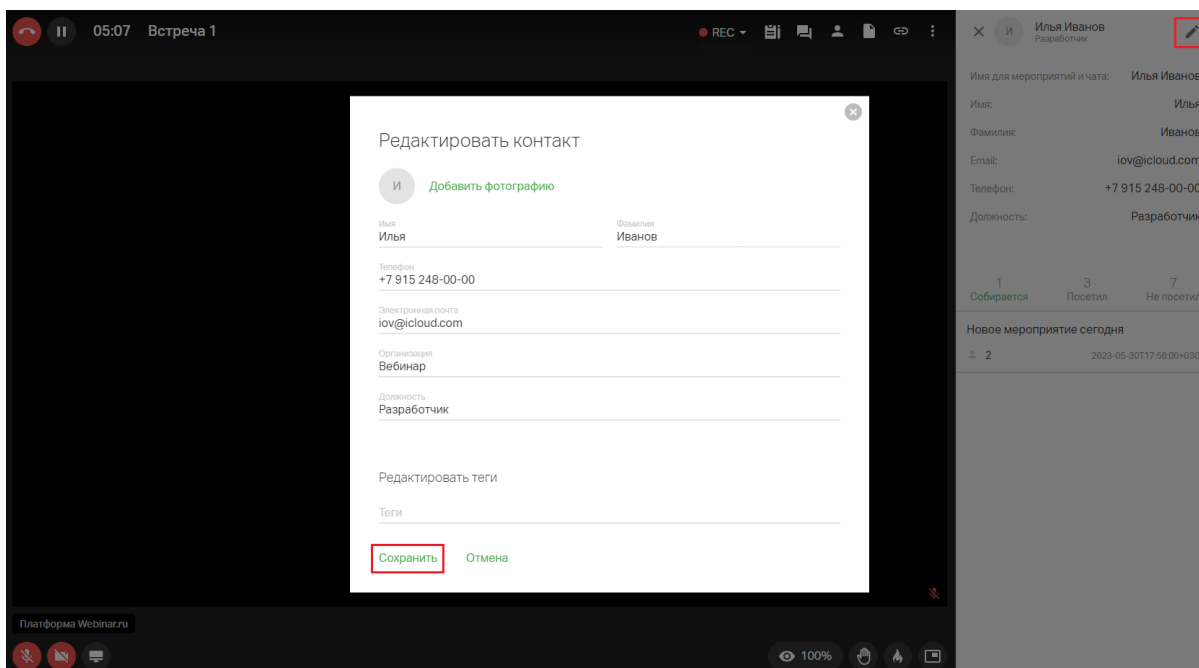 05:07 Встреча 1
REC
Редактировать контакт
И Добавить фотографию
Имя
Илья
Фамилия
Иванов
Телефон
+7 915 248-00-00
Электронная почта
iov@icloud.com
Организация
Вебинар
Должность
Разработчик
Редактировать теги
Теги
Сохранить Отмена
Платформа Webinar.ru
100%
И Илья Иванов
Разработчик
Имя для мероприятий и чата: Илья Иванов
Имя: Илья
Фамилия: Иванов
Email: iov@icloud.com
Телефон: +7 915 248-00-00
Должность: Разработчик
1 3 7
Собирается Посетил Не посетил
Новое мероприятие сегодня
2 2023-05-30T17:56:00+030